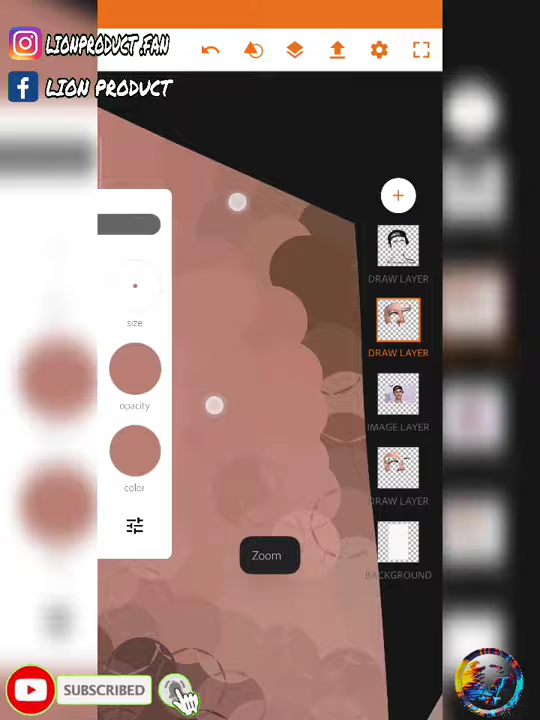 LIONPRODUCT.FAN
LION PRODUCT
size
opacity
color
DRAW LAYER
DRAW LAYER
IMAGE LAYER
DRAW LAYER
BACKGROUND
Zoom
SUBSCRIBED